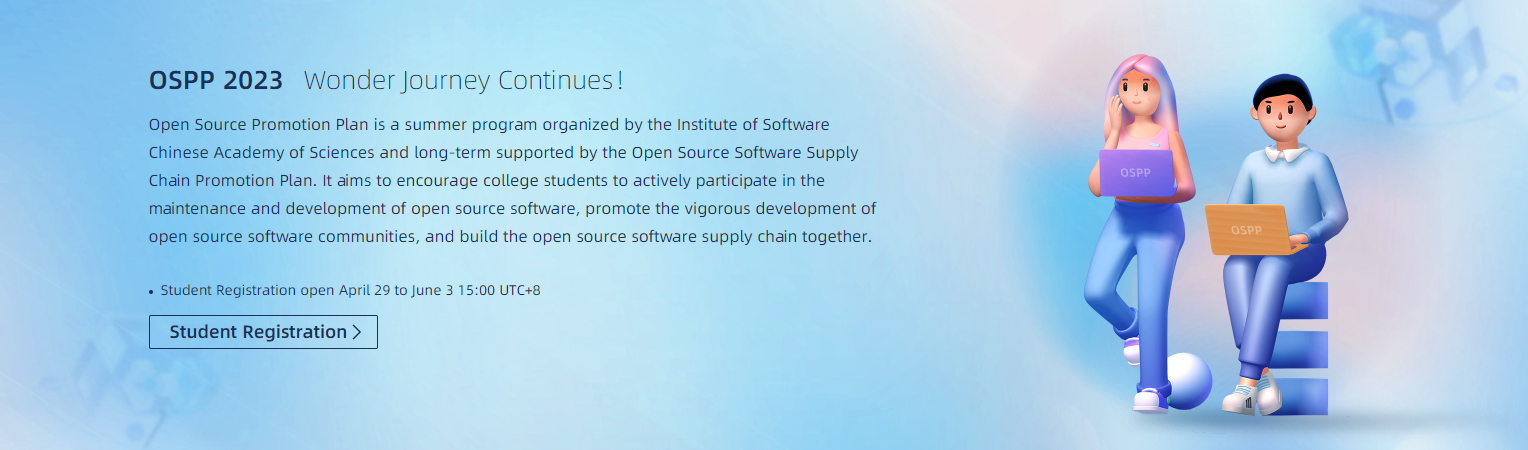 OSPP 2023 Wonder Journey Continues!
Open Source Promotion Plan is a summer program organized by the Institute of Software
Chinese Academy of Sciences and long-term supported by the Open Source Software Supply
Chain Promotion Plan. It aims to encourage college students to actively participate in the
maintenance and development of open source software, promote the vigorous development of
open source software communities, and build the open source software supply chain together.
• Student Registration open April 29 to June 3 15:00 UTC+8
Student Registration >
OSPP
OSPP